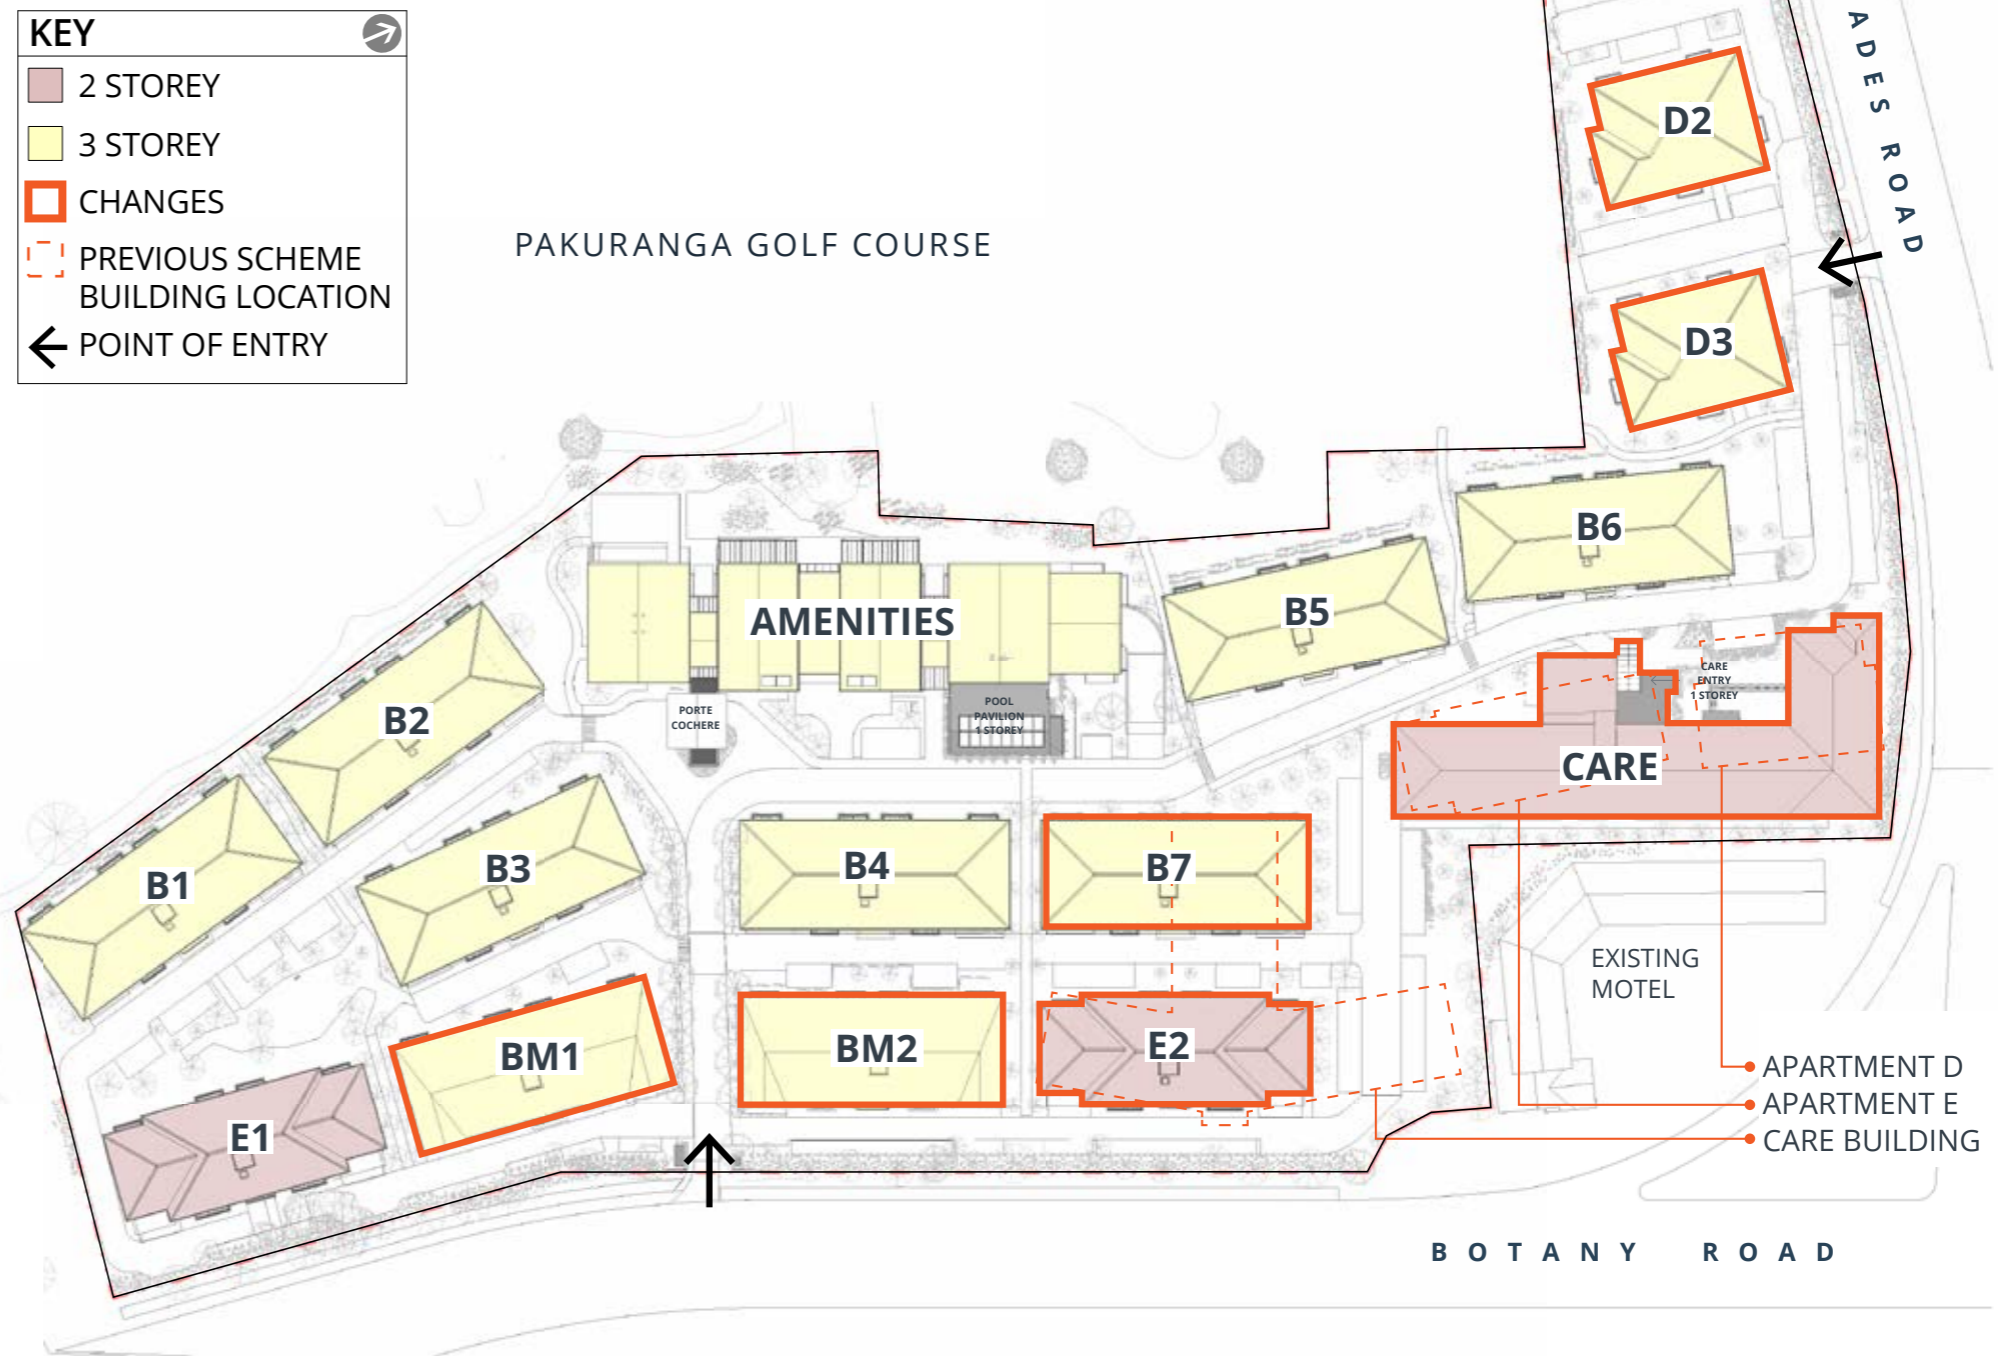 KEY
2 STOREY
3 STOREY
CHANGES
PREVIOUS SCHEME
BUILDING LOCATION
POINT OF ENTRY
PAKURANGA GOLF COURSE
ADES ROAD
D2
D3
B6
B5
AMENITIES
PORTE
COCHERE
POOL
PAVILION
1 STOREY
CARE
ENTRY
1 STOREY
CARE
B2
B1
B3
B4
B7
BM1
BM2
E2
E1
EXISTING
MOTEL
APARTMENT D
APARTMENT E
CARE BUILDING
BOTANY ROAD